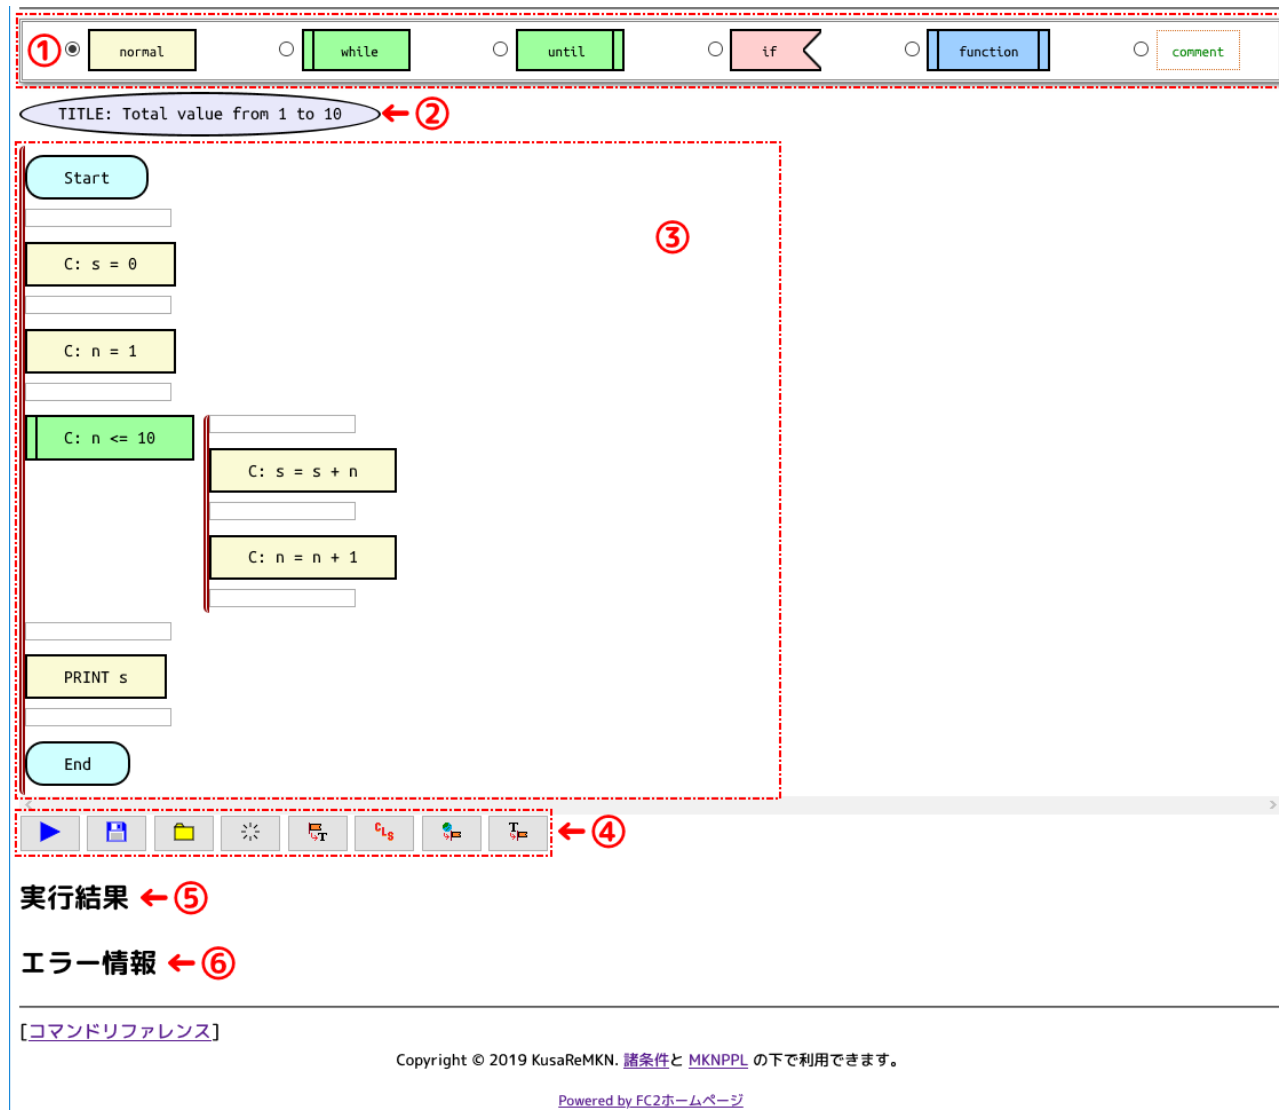 ① normal while until if function comment
TITLE: Total value from 1 to 10 ← ②
Start
③
C: s = 0
C: n = 1
C: n <= 10
C: s = s + n
C: n = n + 1
PRINT s
End
T CLS T ← ④
実行結果 ← ⑤
エラー情報 ← ⑥
[コマンドリファレンス]
Copyright © 2019 KusaReMKN. 諸条件と MKNPPL の下で利用できます。
Powered by FC2ホームページ